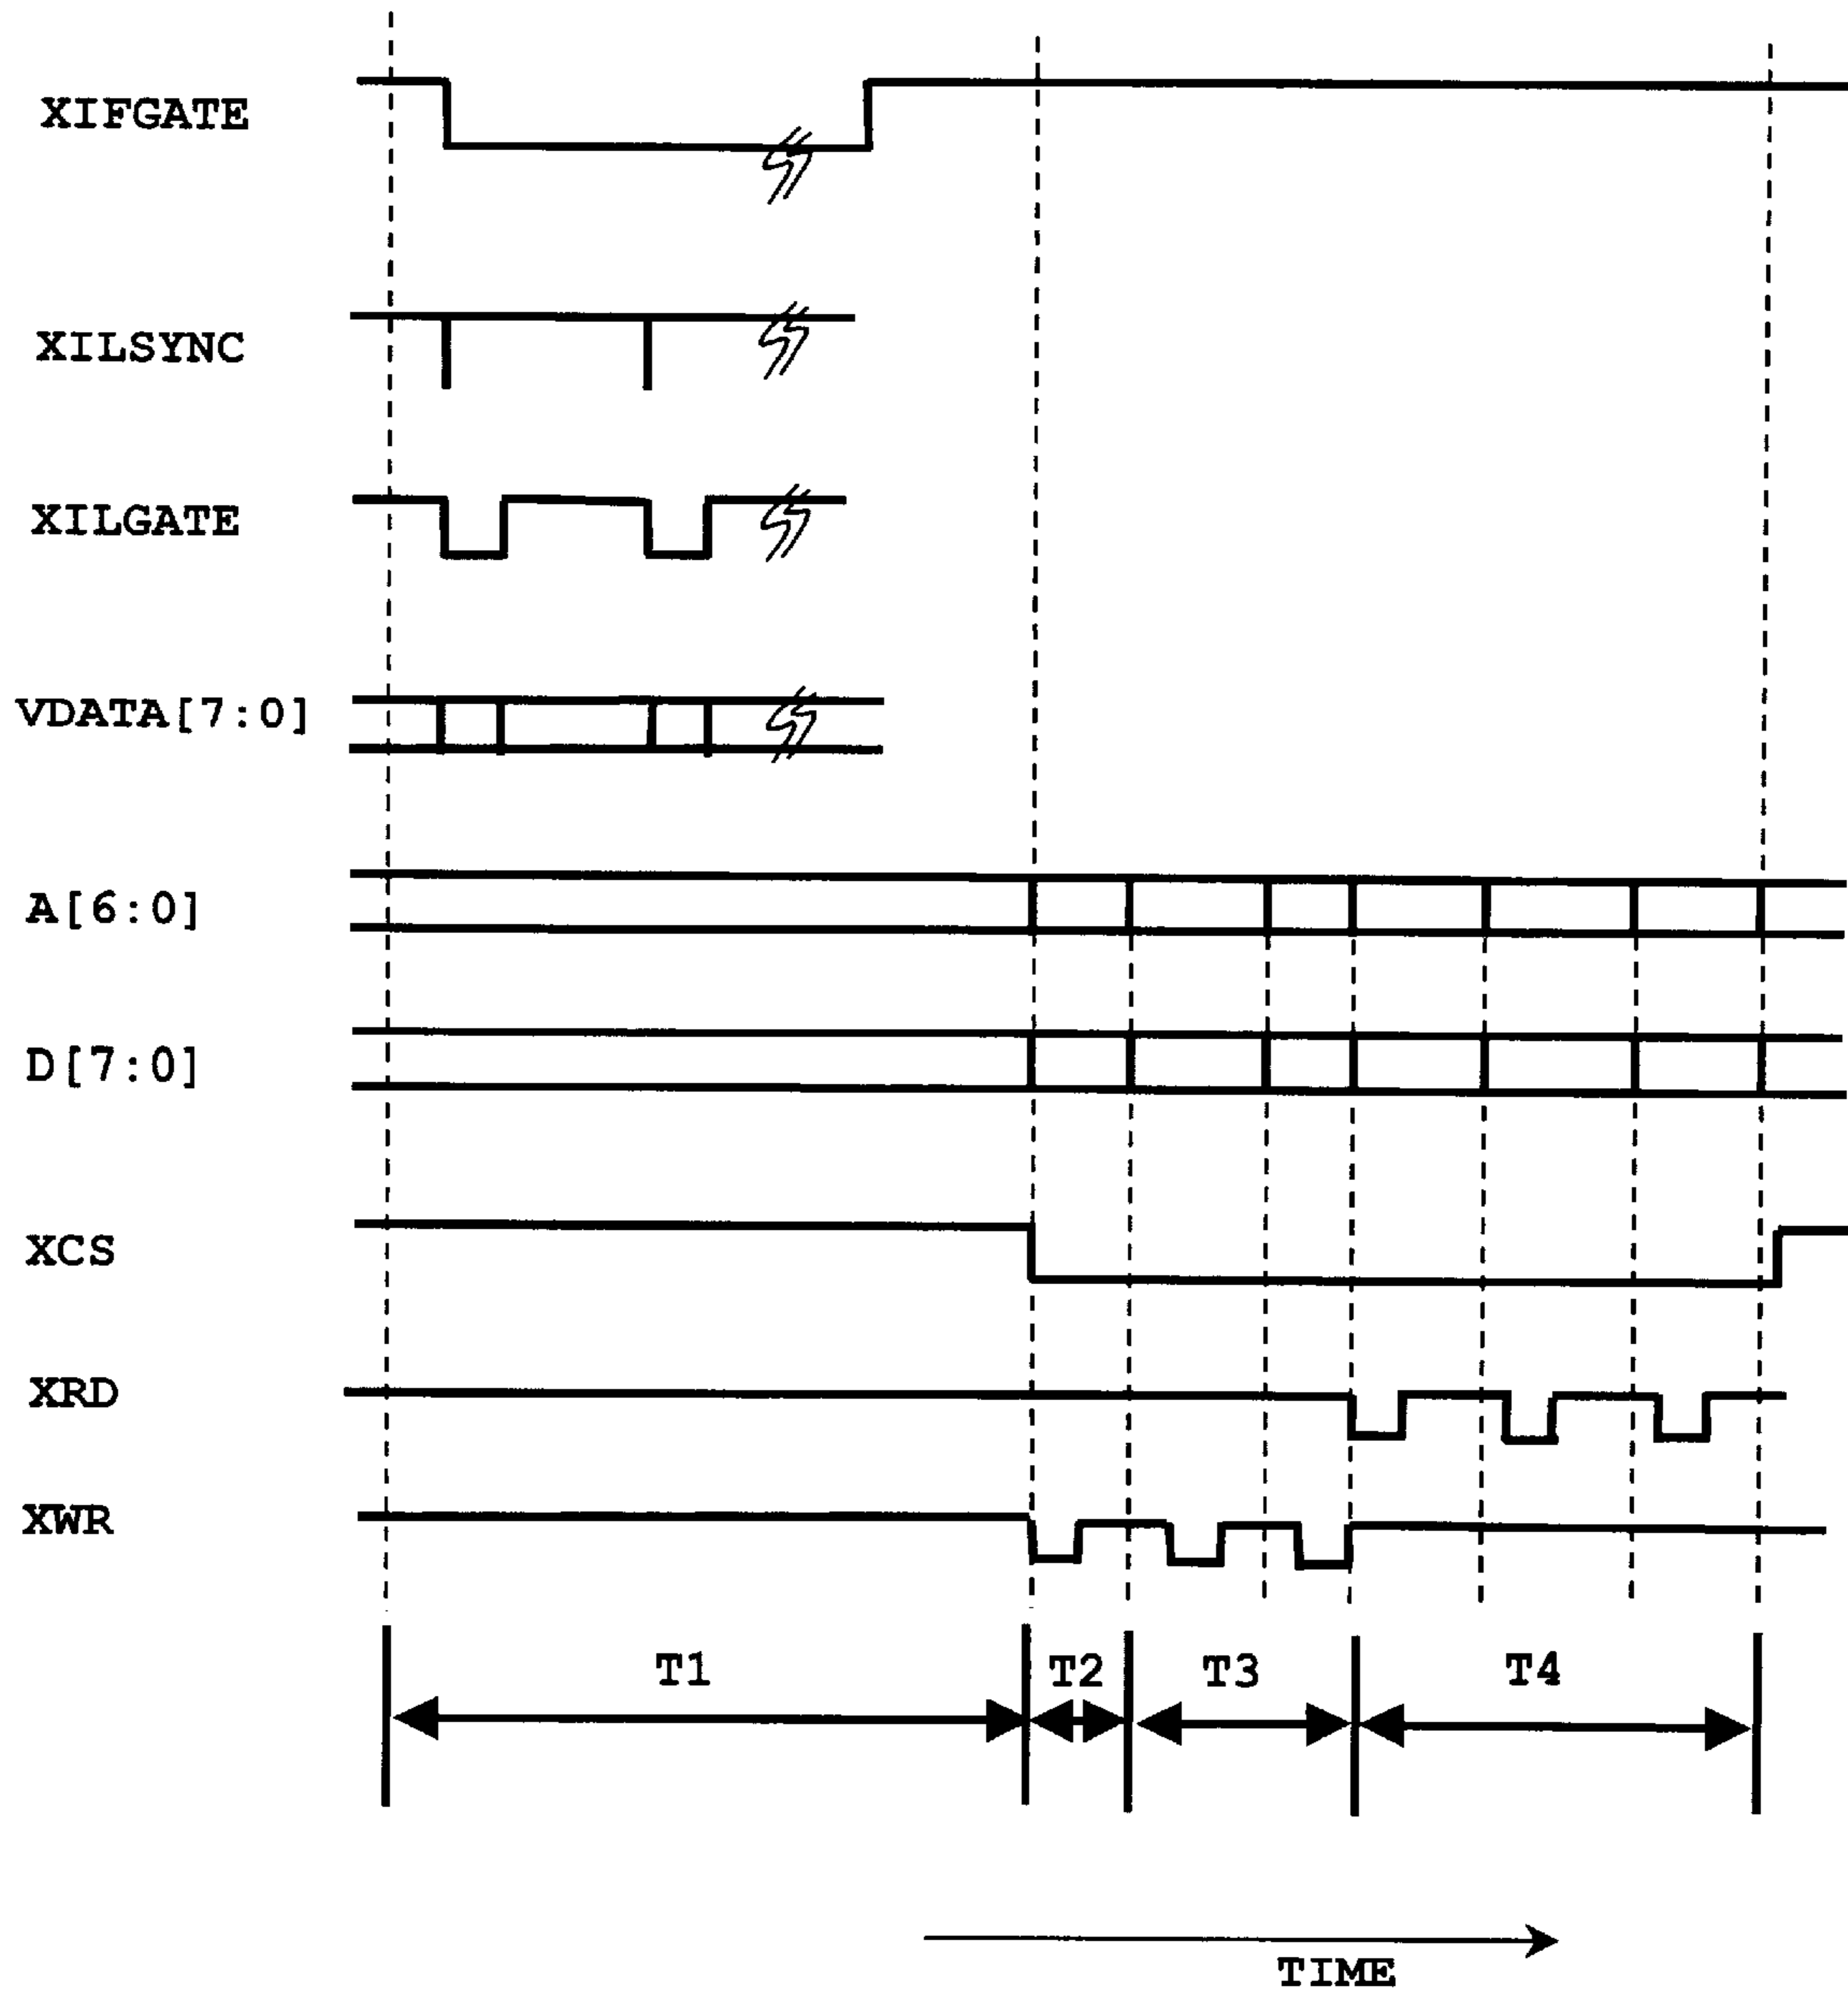 XIFGATE
XILSYNC
XILGATE
VDATA[7:0]
A[6:0]
D[7:0]
XCS
XRD
XWR
T1 T2 T3 T4
TIME